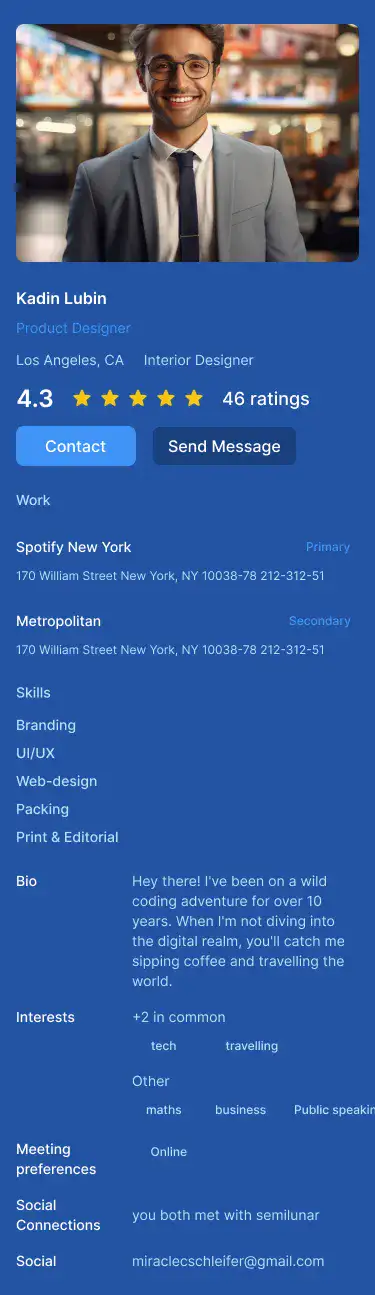 Kadin Lubin
Product Designer
Los Angeles, CA Interior Designer
4.3 46 ratings
Contact Send Message
Work
Spotify New York Primary
170 William Street New York, NY 10038-78 212-312-51
Metropolitan Secondary
170 William Street New York, NY 10038-78 212-312-51
Skills
Branding
UI/UX
Web-design
Packing
Print & Editorial
Bio Hey there! I've been on a wild
coding adventure for over 10
years. When I'm not diving into
the digital realm, you'll catch me
sipping coffee and travelling the
world.
Interests +2 in common
tech travelling
Other
maths business Public speakin
Meeting
preferences
Online
Social
Connections
you both met with semilunar
Social miraclecschleifer@gmail.com